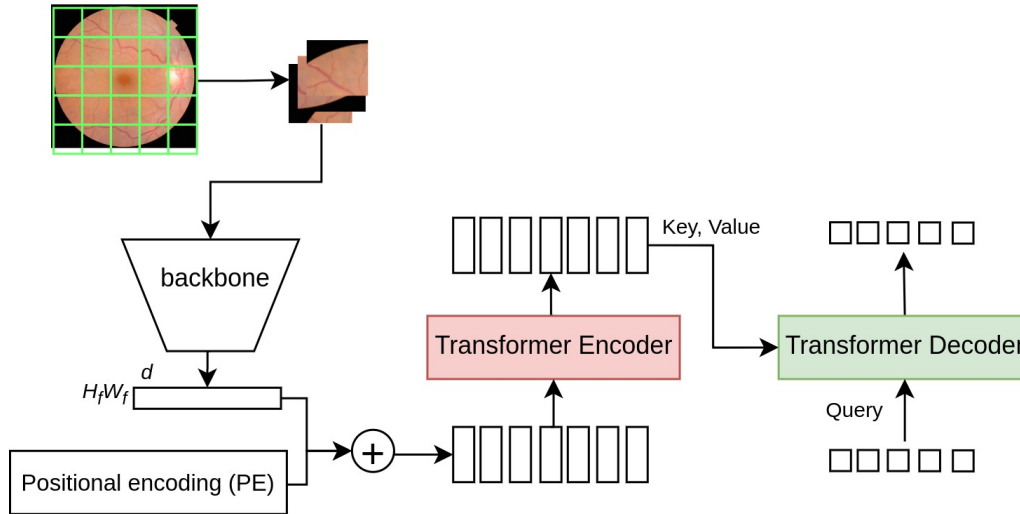 backbone
d
HfWf
Positional encoding (PE)
+
Transformer Encoder
Key, Value
Transformer Decoder
Query